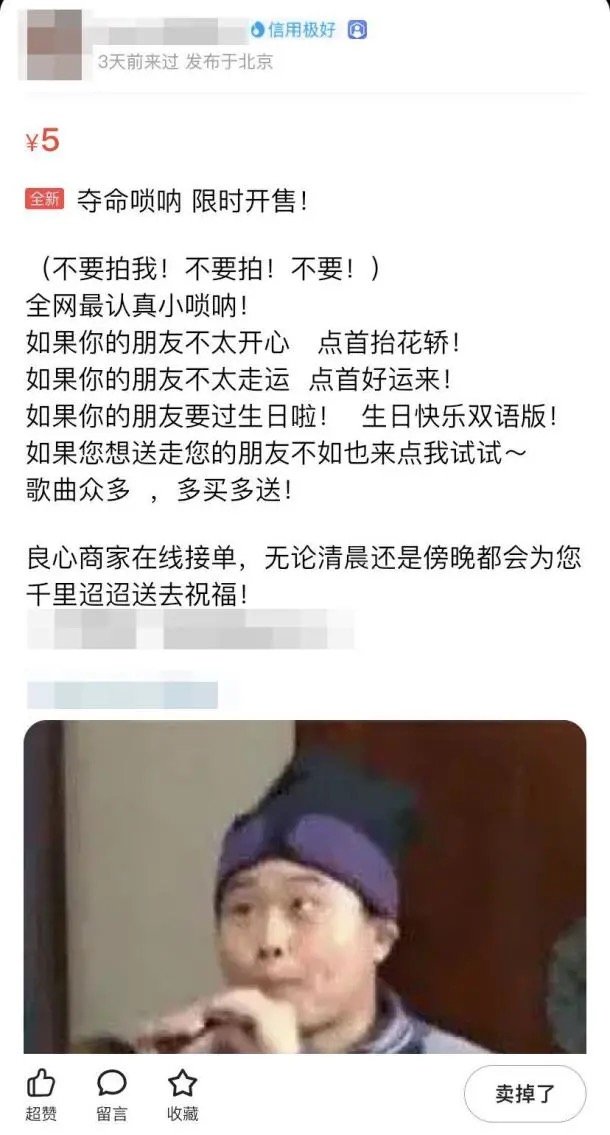 信用极好
3天前来过 发布于北京
¥5
全新 夺命唢呐 限时开售！
（不要拍我！不要拍！不要！）
全网最认真小唢呐！
如果你的朋友不太开心 点首抬花轿！
如果你的朋友不太走运 点首好运来！
如果你的朋友要过生日啦！ 生日快乐双语版！
如果您想送走您的朋友不如也来点我试试～
歌曲众多 ，多买多送！
良心商家在线接单，无论清晨还是傍晚都会为您
千里迢迢送去祝福！
超赞 留言 收藏 卖掉了